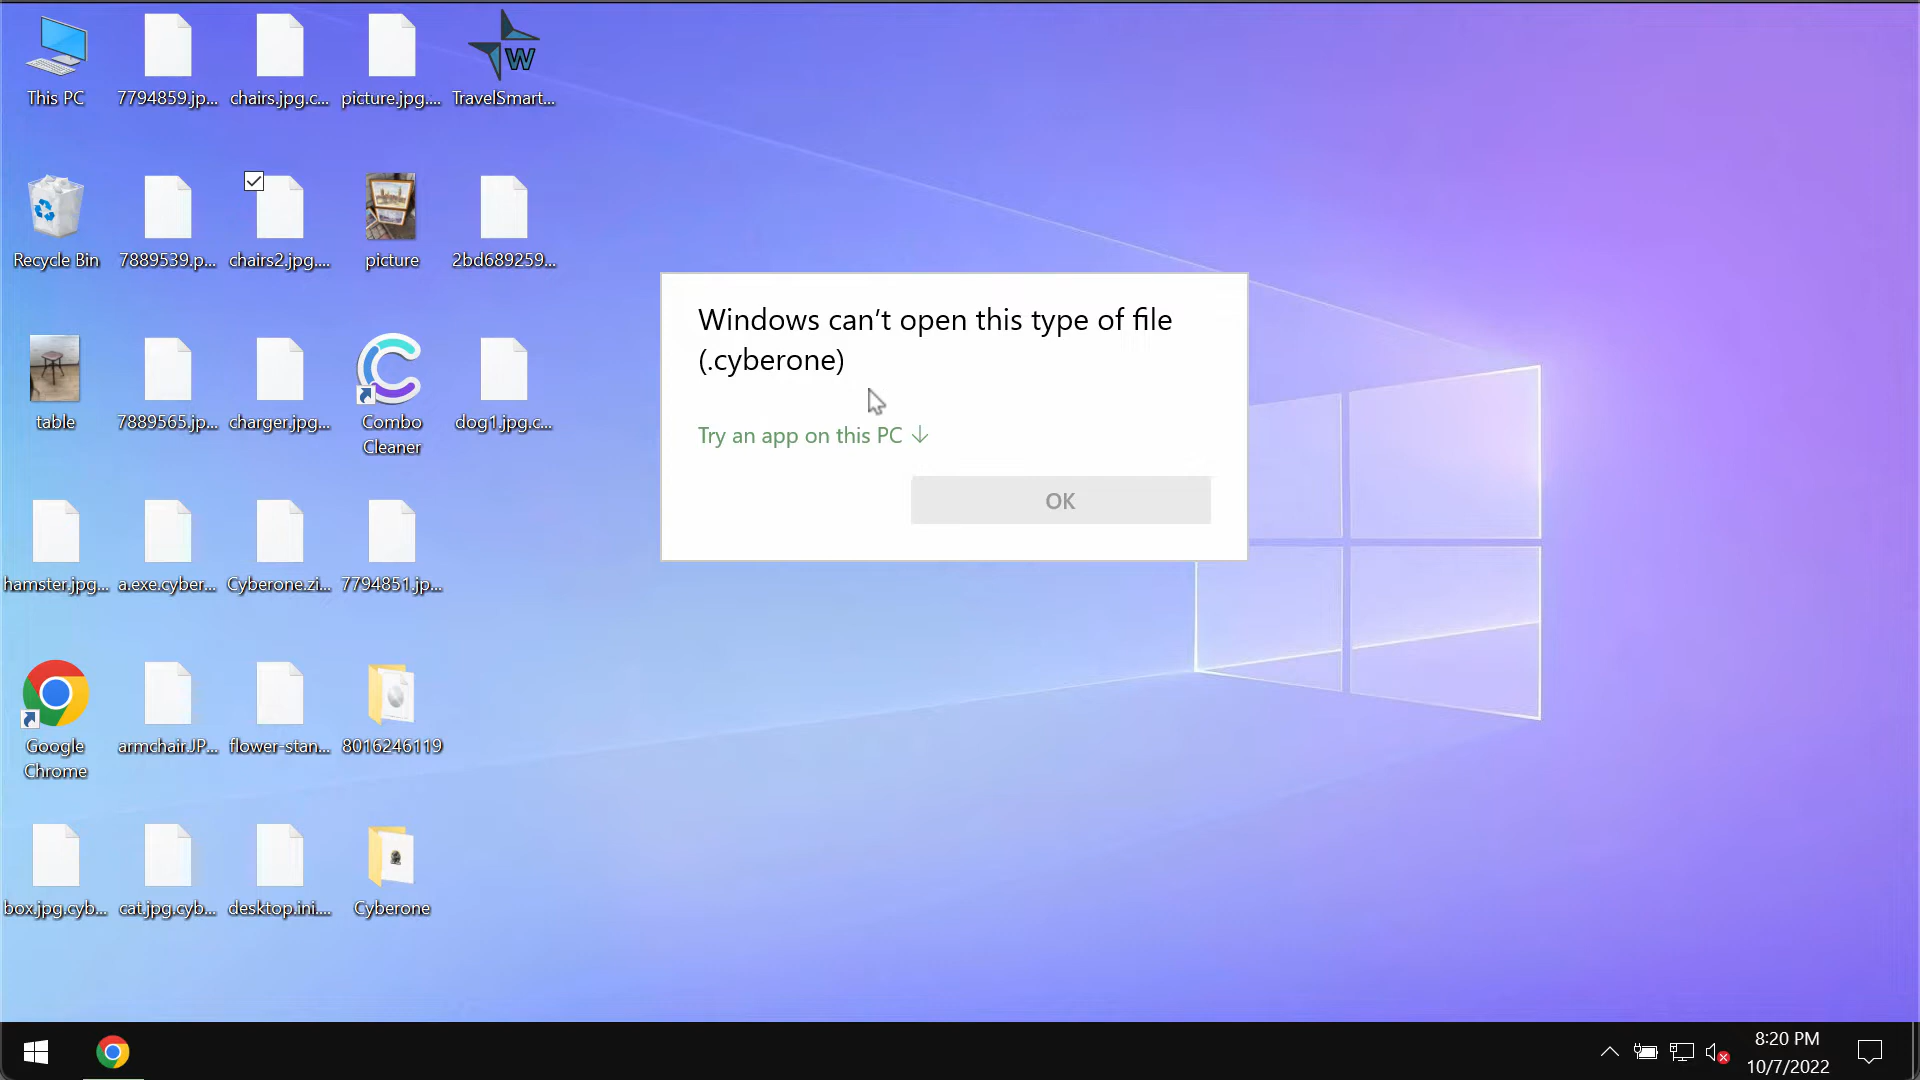 This PC
7794859.jp...
chairs.jpg.c...
picture.jpg....
W
TravelSmart...
Recycle Bin
7889539.p...
chairs2.jpg....
picture
2bd689259...
table
7889565.jp...
charger.jpg...
Combo
Cleaner
dog1.jpg.c...
hamster.jpg...
a.exe.cyber...
Cyberone.zi...
7794851.jp...
Google
Chrome
armchair.JP...
flower-stan...
8016246119
box.jpg.cyb...
cat.jpg.cyb...
desktop.ini....
Cyberone
Windows can't open this type of file
(.cyberone)
Try an app on this PC
OK
8:20 PM
10/7/2022